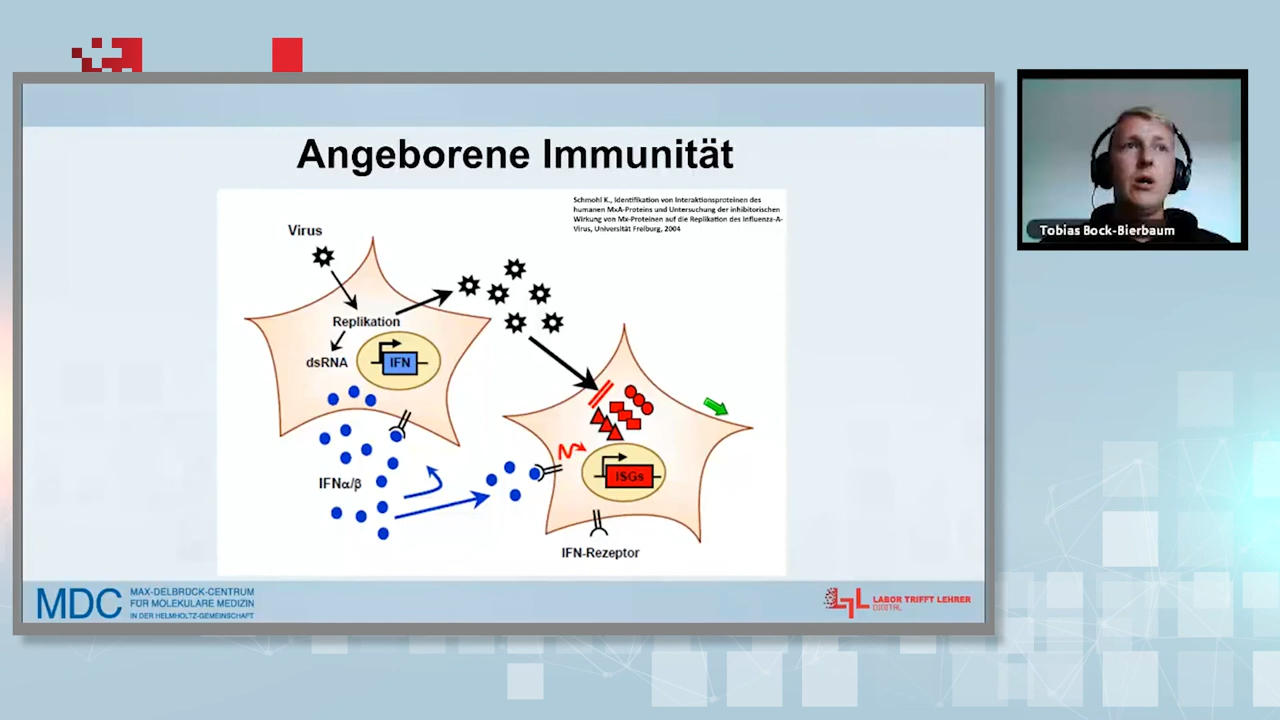 Angeborene Immunität
Schmohl K., Identifikation von Interaktionsproteinen des
humanen MxA-Proteins und Untersuchung der inhibitorischen
Wirkung von Mx-Proteinen auf die Replikation des Influenza-A-
Virus, Universität Freiburg, 2004
Virus
Replikation
dsRNA
IFN
IFNα/β
ISGs
IFN-Rezeptor
Tobias Bock-Bierbaum
MDC
MAX-DELBRÜCK-CENTRUM
FÜR MOLEKULARE MEDIZIN
IN DER HELMHOLTZ-GEMEINSCHAFT
LTL
LABOR TRIFFT LEHRER
DIGITAL